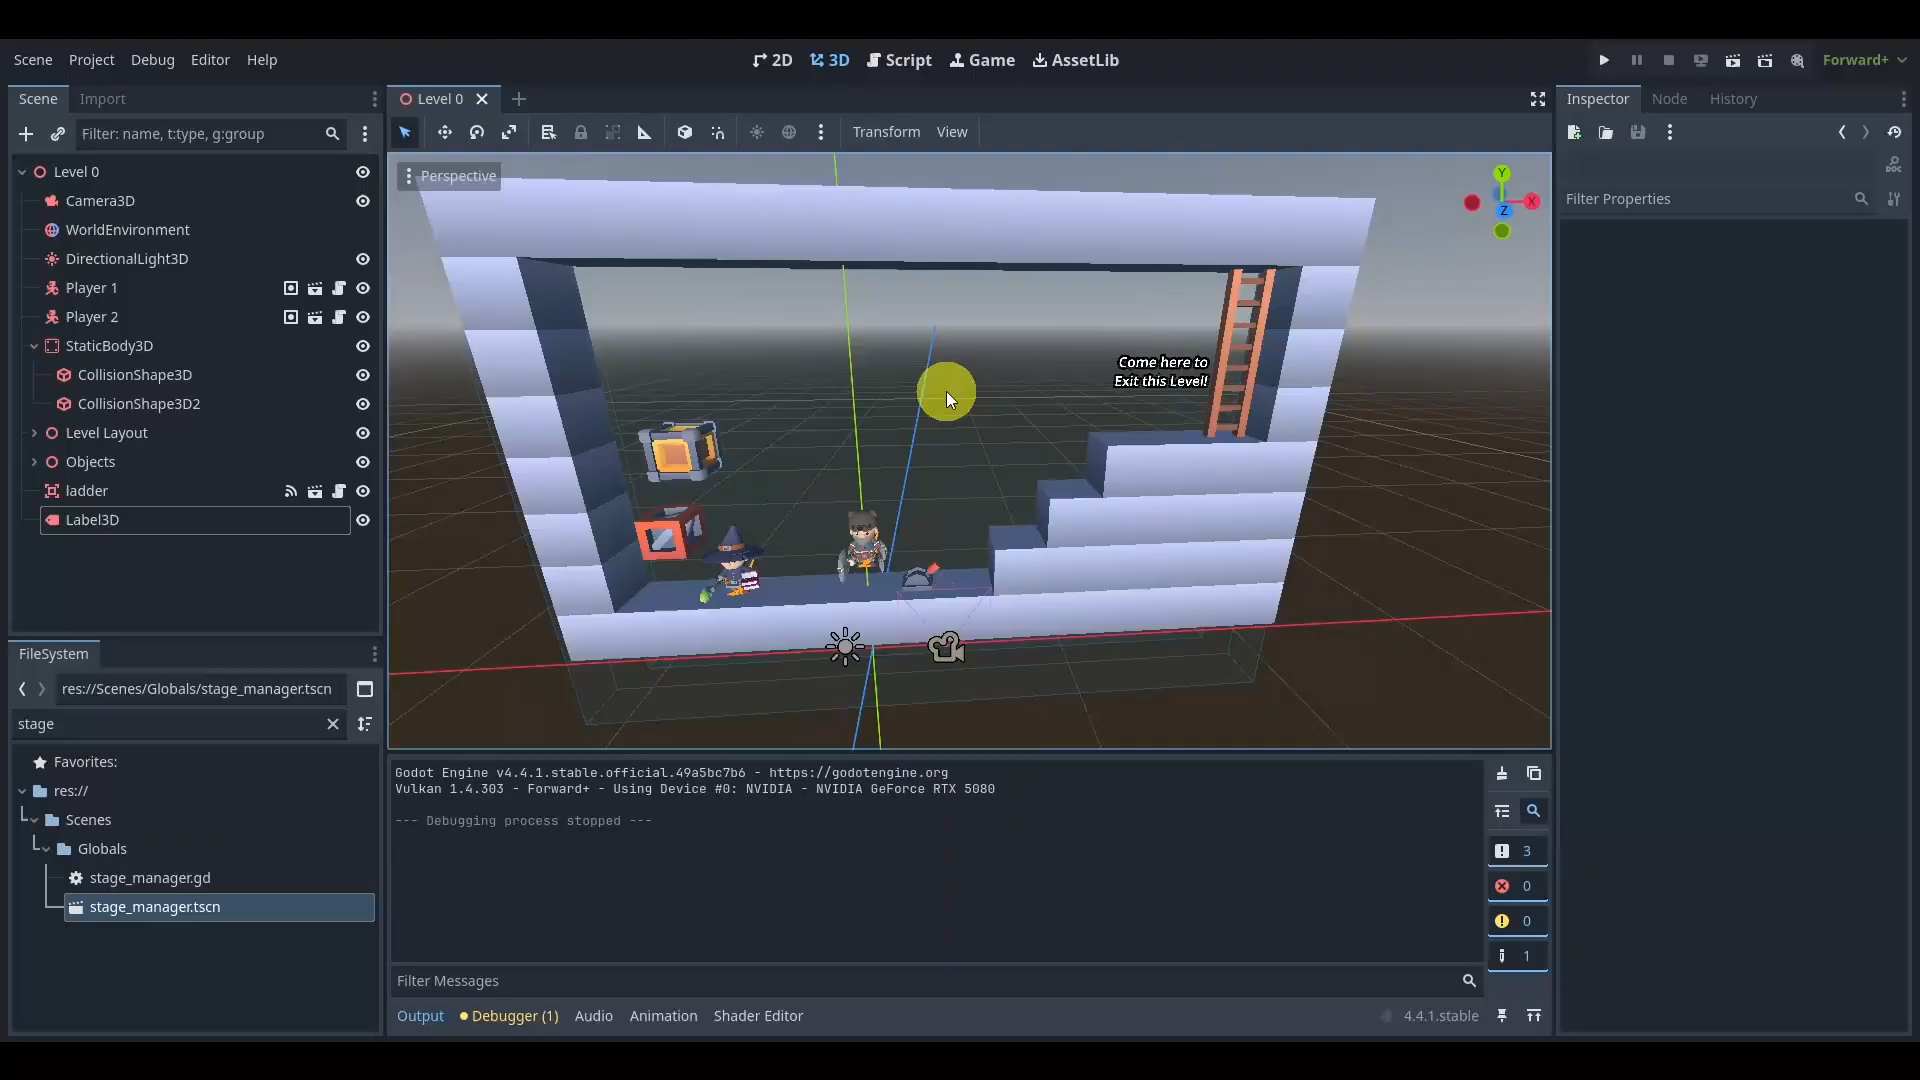 Scene Project Debug Editor Help
2D 3D Script Game AssetLib
Forward+
Scene Import
Filter: name, t:type, g:group
Level 0
Camera3D
WorldEnvironment
DirectionalLight3D
Player 1
Player 2
StaticBody3D
CollisionShape3D
CollisionShape3D2
Level Layout
Objects
ladder
Label3D
FileSystem
res://Scenes/Globals/stage_manager.tscn
stage
Favorites:
res://
Scenes
Globals
stage_manager.gd
stage_manager.tscn
Level 0
Transform View
Perspective
Y
X
Z
Come here to
Exit this Level!
Godot Engine v4.4.1.stable.official.49a5bc7b6 - https://godotengine.org
Vulkan 1.4.303 - Forward+ - Using Device #0: NVIDIA - NVIDIA GeForce RTX 5080
--- Debugging process stopped ---
3
0
0
1
Filter Messages
Output Debugger (1) Audio Animation Shader Editor
4.4.1.stable
Inspector Node History
DOC
Filter Properties